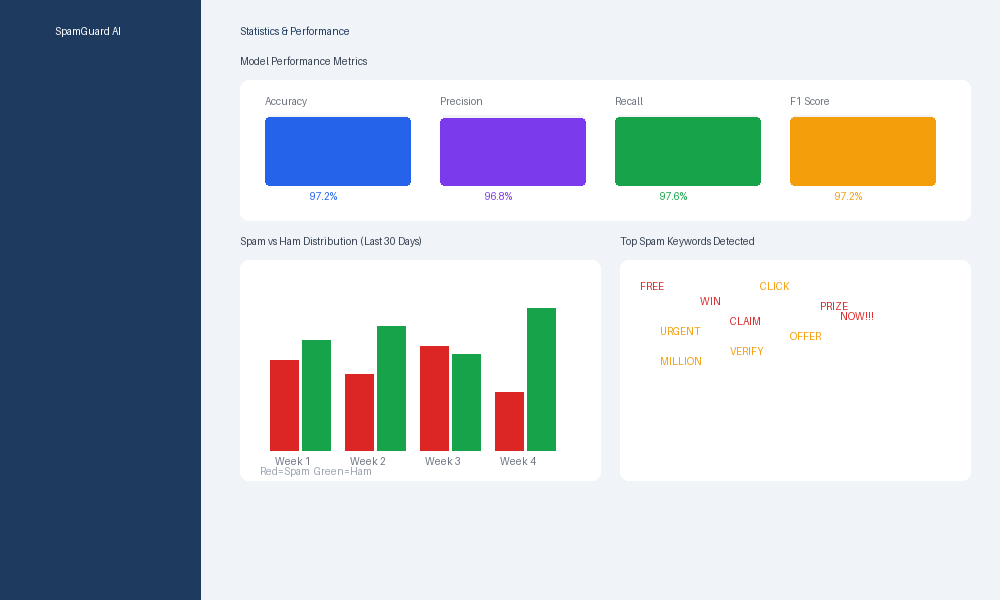 SpamGuard AI
Statistics & Performance
Model Performance Metrics
Accuracy Precision Recall F1 Score
97.2% 96.8% 97.6% 97.2%
Spam vs Ham Distribution (Last 30 Days)
Week 1 Week 2 Week 3 Week 4
Red=Spam Green=Ham
Top Spam Keywords Detected
FREE CLICK
WIN
PRIZE
NOW!!!
CLAIM
URGENT
OFFER
VERIFY
MILLION